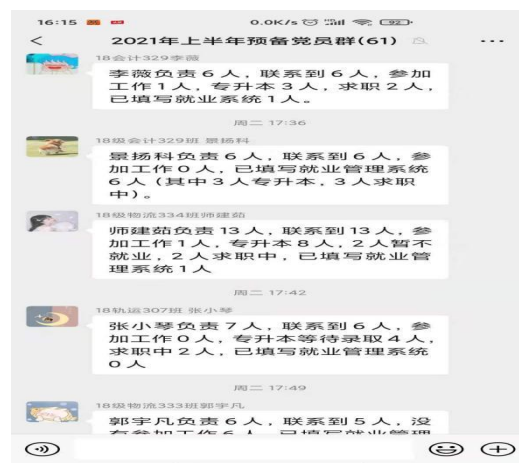 16:15
0.0K/s
92
2021年上半年预备党员群(61)
18会计329李薇
李薇负责6人，联系到6人，参加
工作1人，专升本3人，求职2人，
已填写就业系统1人。
周二 17:36
18级会计329班 景扬科
景扬科负责6人，联系到6人，参
加工作0人，已填写就业管理系统
6人（其中3人专升本，3人求职
中）。
18级物流334班师建茹
师建茹负责13人，联系到13人，参
加工作1人，专升本8人，2人暂不
就业，2人求职中，已填写就业管
理系统1人
周二 17:42
18轨运307班 张小琴
张小琴负责7人，联系到6人，参
加工作0人，专升本等待录取4人，
求职中2人，已填写就业管理系统
0人
周二 17:49
18级物流333班郭宇凡
郭宇凡负责6人，联系到5人，没
有参加工作6人，已填写就业管理